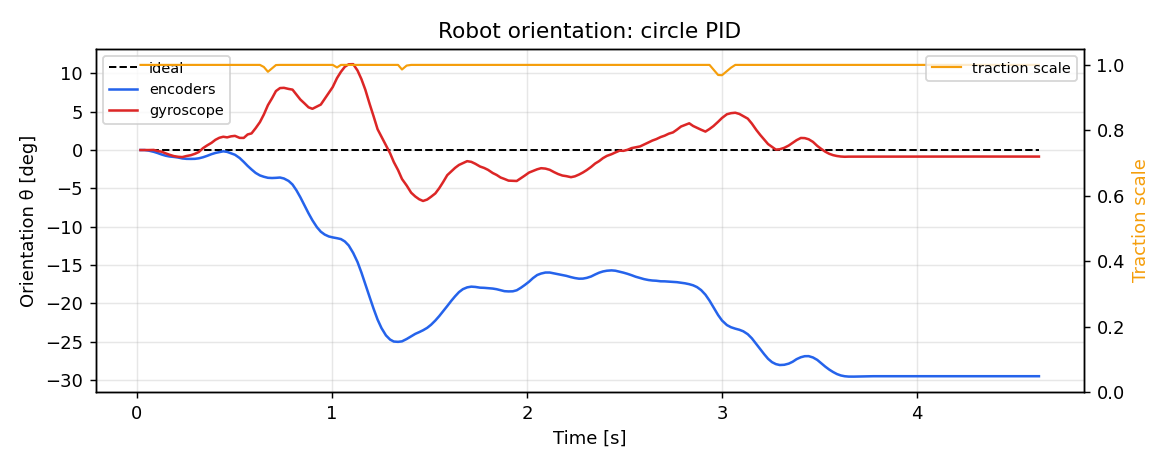 Robot orientation: circle PID
ideal
encoders
gyroscope
traction scale
Orientation θ [deg]
10
5
0
−5
−10
−15
−20
−25
−30
1.0
0.8
0.6
0.4
0.2
0.0
Traction scale
0 1 2 3 4
Time [s]